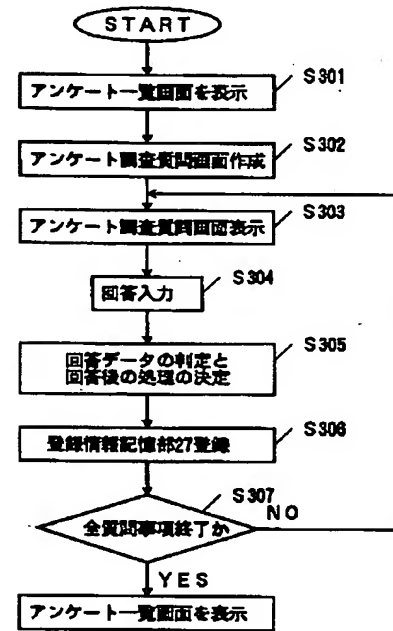 START
S301
アンケート一覧画面を表示
S302
アンケート調査質問画面作成
S303
アンケート調査質問画面表示
S304
回答入力
S305
回答データの判定と
回答後の処理の決定
S306
登録情報記憶部27登録
S307
全質問事項終了か
NO
YES
アンケート一覧画面を表示